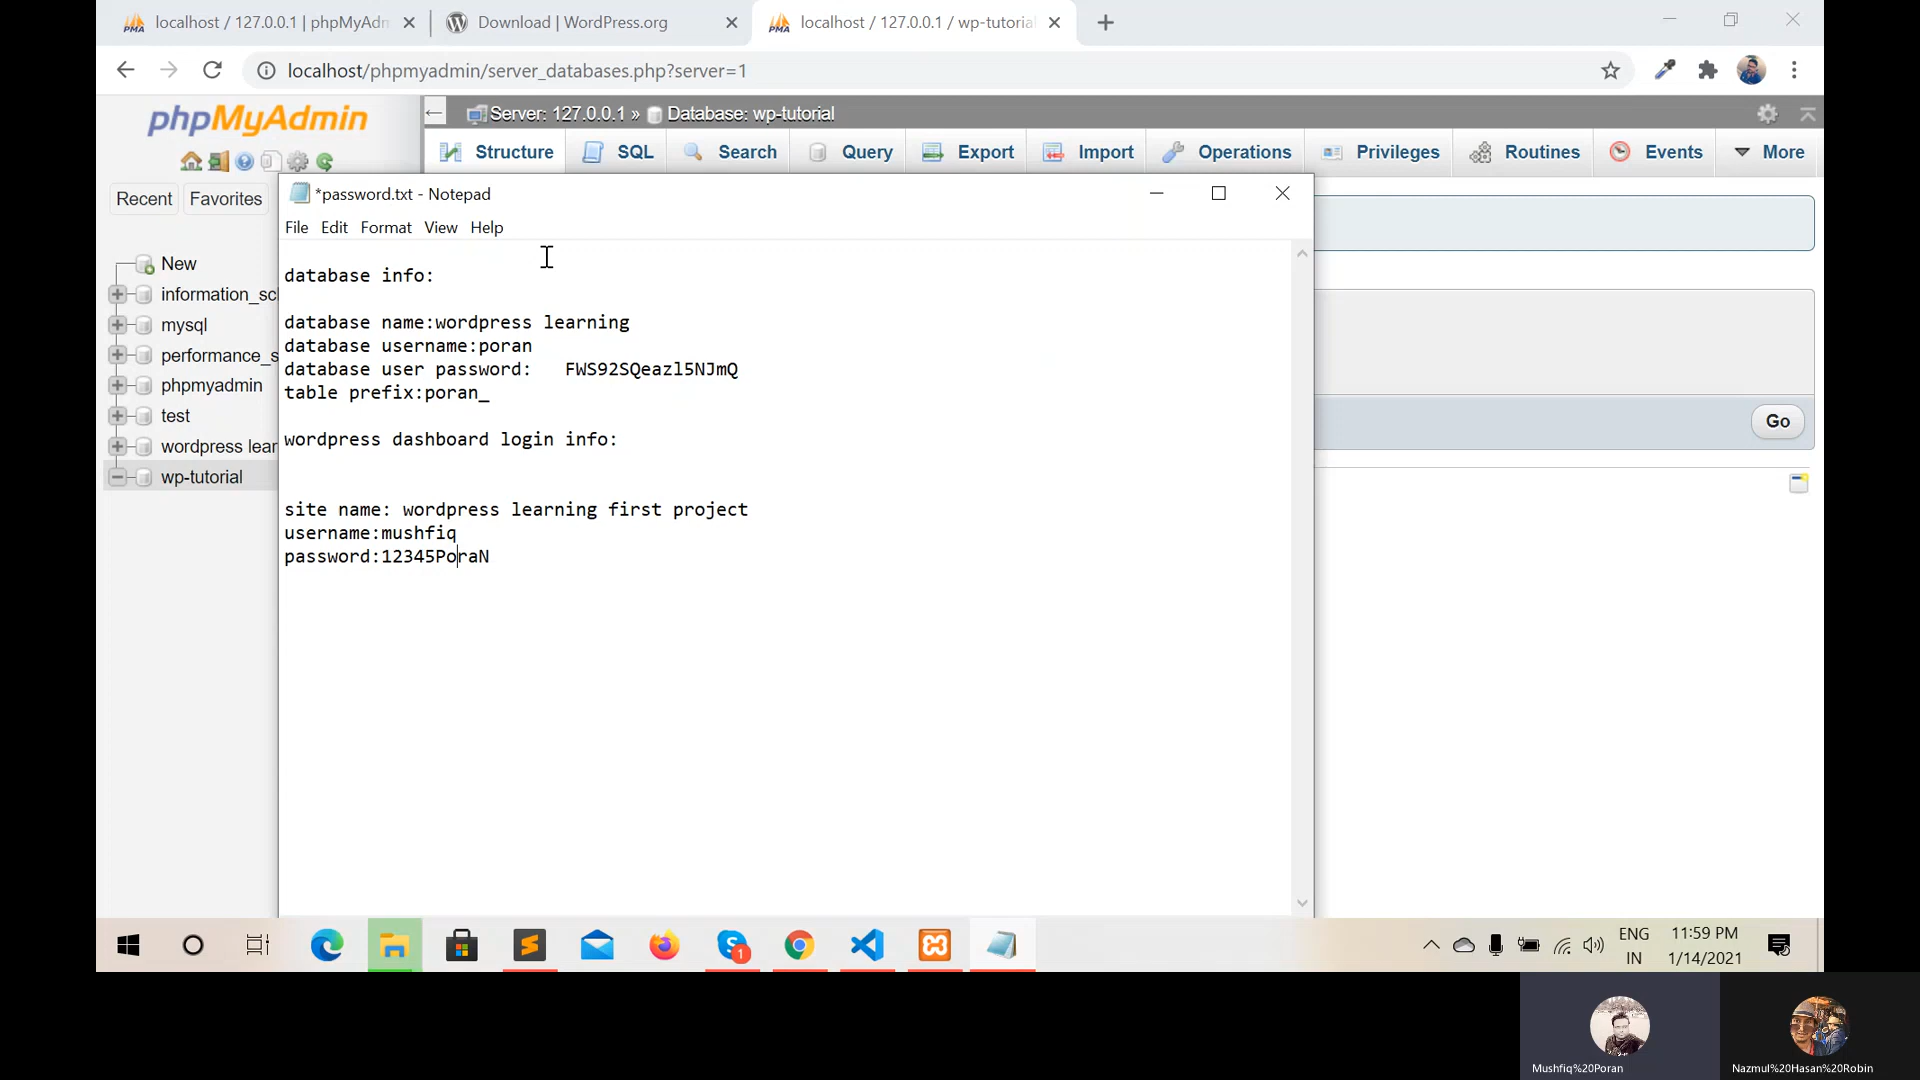 localhost / 127.0.0.1 | phpMyAdm
Download | WordPress.org
localhost / 127.0.0.1 / wp-tutorial
localhost/phpmyadmin/server_databases.php?server=1
phpMyAdmin
Server: 127.0.0.1 » Database: wp-tutorial
Structure SQL Search Query Export Import Operations Privileges Routines Events More
Recent Favorites
New
information_sc
mysql
performance_s
phpmyadmin
test
wordpress lear
wp-tutorial
*password.txt - Notepad
File Edit Format View Help
database info:
database name:wordpress learning
database username:poran
database user password: FWS92SQeazl5NJmQ
table prefix:poran_
wordpress dashboard login info:
site name: wordpress learning first project
username:mushfiq
password:12345PoraN
Go
1
ENG
IN
11:59 PM
1/14/2021
Mushfiq%20Poran
Nazmul%20Hasan%20Robin